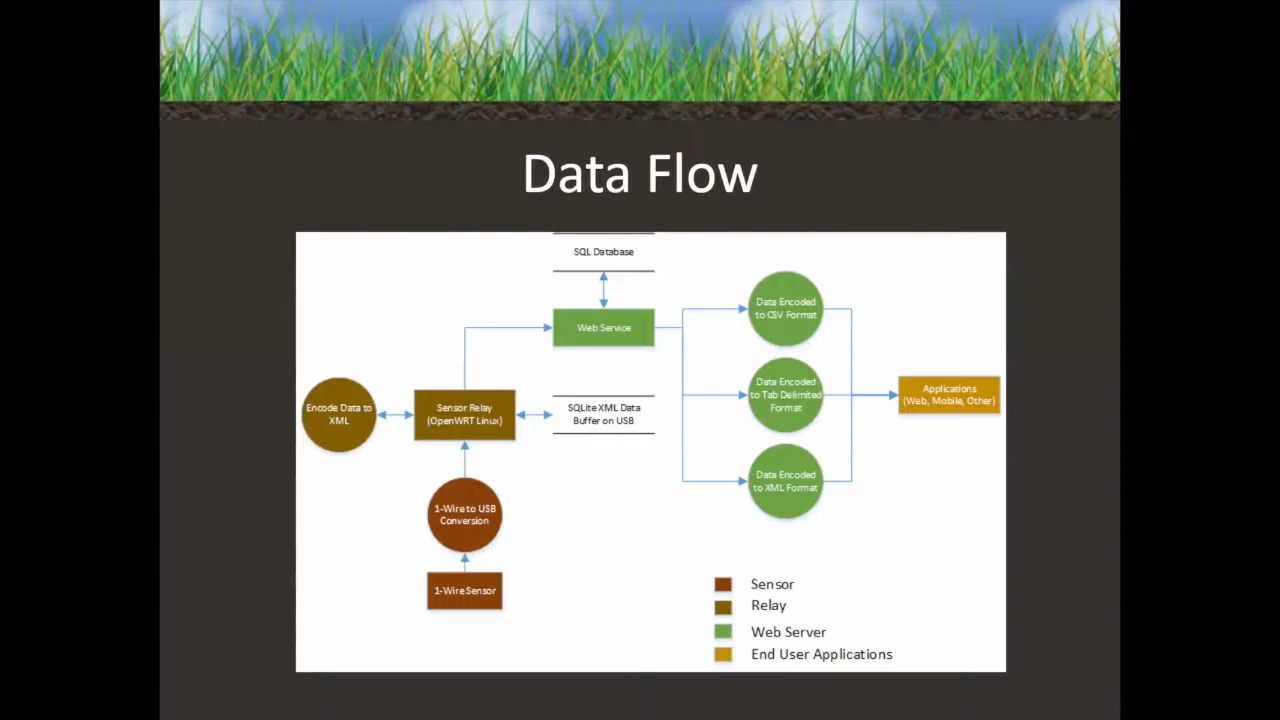 Data Flow
SQL Database
Web Service
Data Encoded
to CSV Format
Data Encoded
to Tab Delimited
Format
Data Encoded
to XML Format
Applications
(Web, Mobile, Other)
Encode Data to
XML
Sensor Relay
(OpenWRT Linux)
SQLite XML Data
Buffer on USB
1-Wire to USB
Conversion
1-Wire Sensor
Sensor
Relay
Web Server
End User Applications